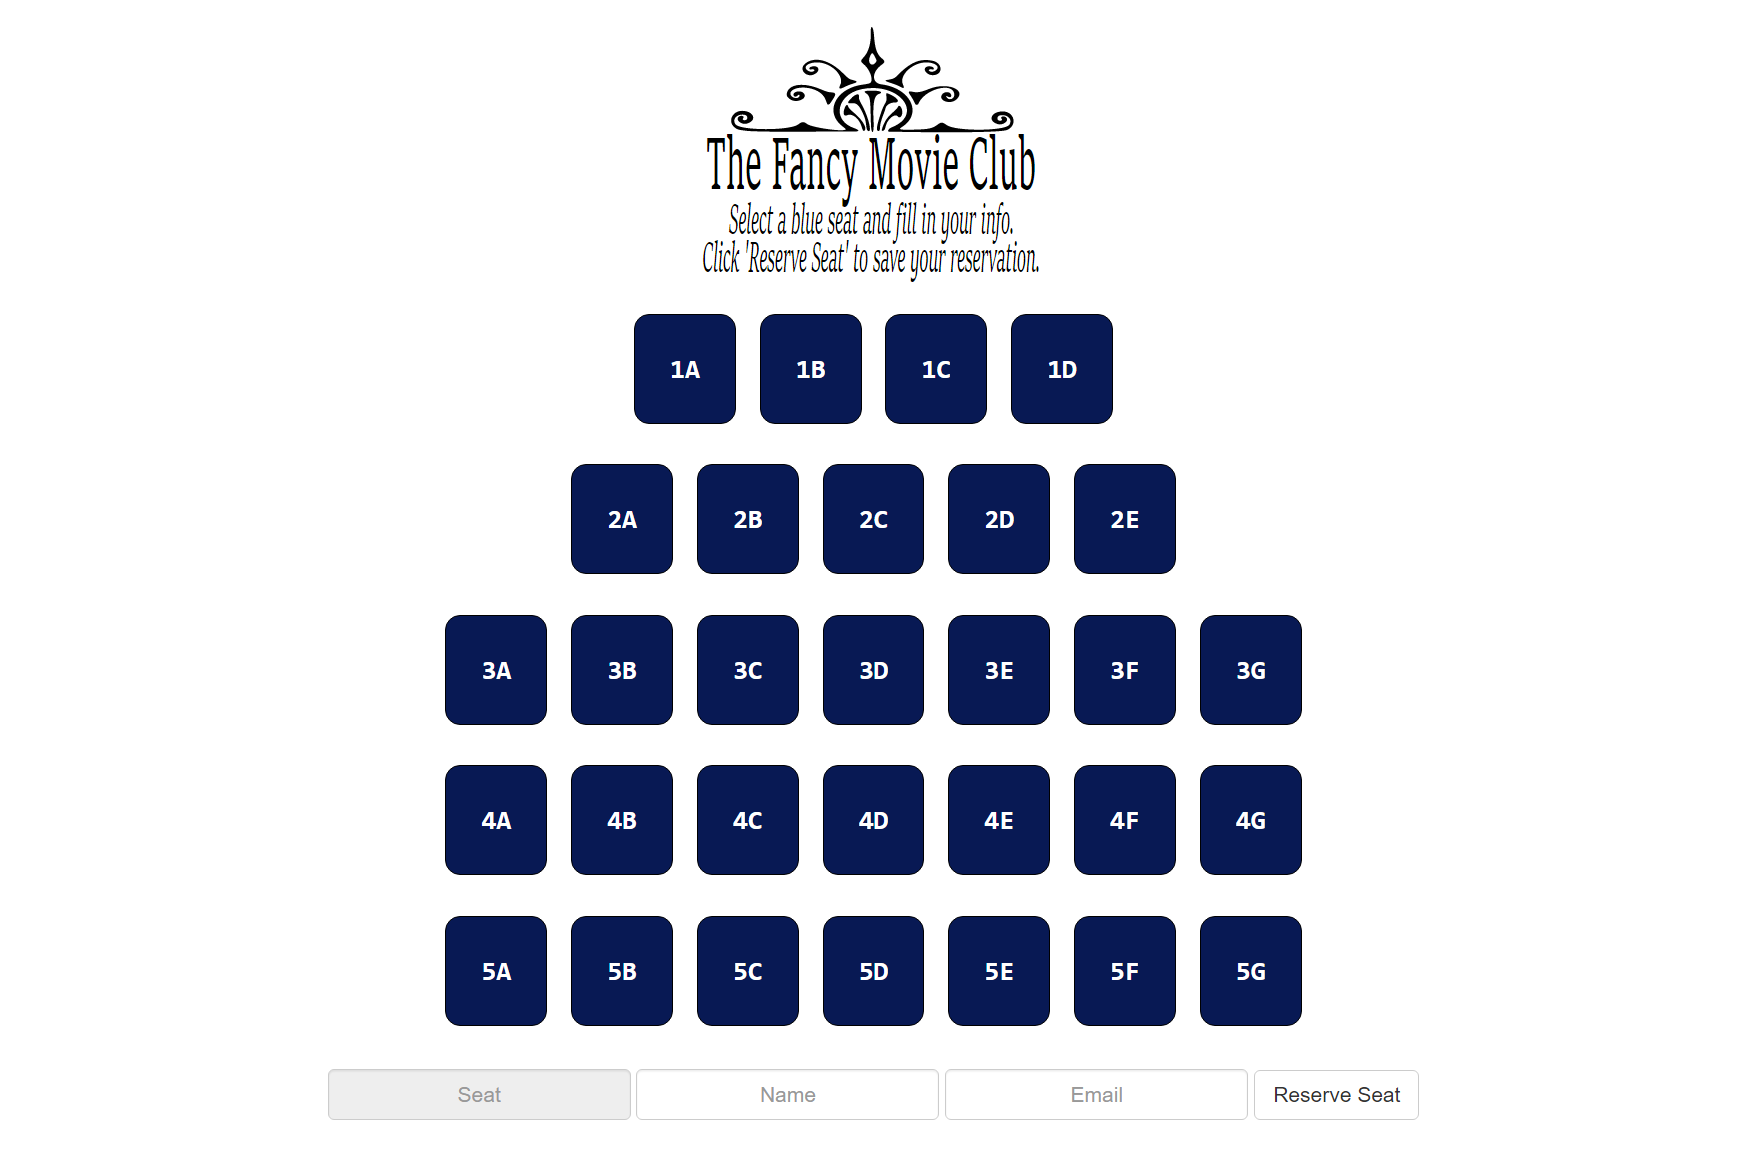 The Fancy Movie Club
Select a blue seat and fill in your info.
Click 'Reserve Seat' to save your reservation.
1A 1B 1C 1D
2A 2B 2C 2D 2E
3A 3B 3C 3D 3E 3F 3G
4A 4B 4C 4D 4E 4F 4G
5A 5B 5C 5D 5E 5F 5G
Seat Name Email Reserve Seat